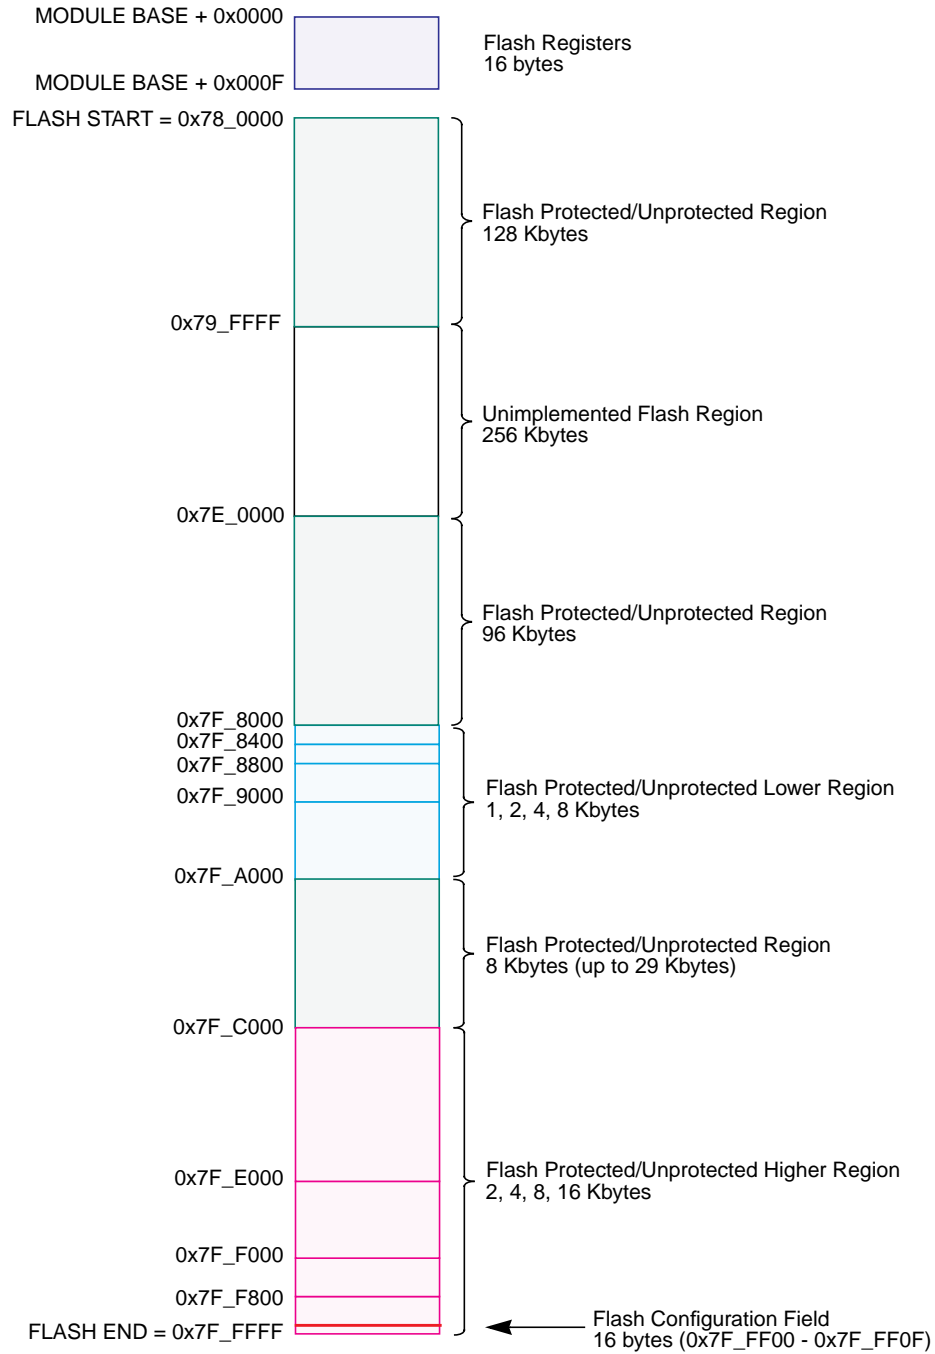 MODULE BASE + 0x0000
Flash Registers
16 bytes
MODULE BASE + 0x000F
FLASH START = 0x78_0000
Flash Protected/Unprotected Region
128 Kbytes
0x79_FFFF
Unimplemented Flash Region
256 Kbytes
0x7E_0000
Flash Protected/Unprotected Region
96 Kbytes
0x7F_8000
0x7F_8400
0x7F_8800
0x7F_9000
Flash Protected/Unprotected Lower Region
1, 2, 4, 8 Kbytes
0x7F_A000
Flash Protected/Unprotected Region
8 Kbytes (up to 29 Kbytes)
0x7F_C000
Flash Protected/Unprotected Higher Region
2, 4, 8, 16 Kbytes
0x7F_E000
0x7F_F000
0x7F_F800
FLASH END = 0x7F_FFFF
Flash Configuration Field
16 bytes (0x7F_FF00 - 0x7F_FF0F)